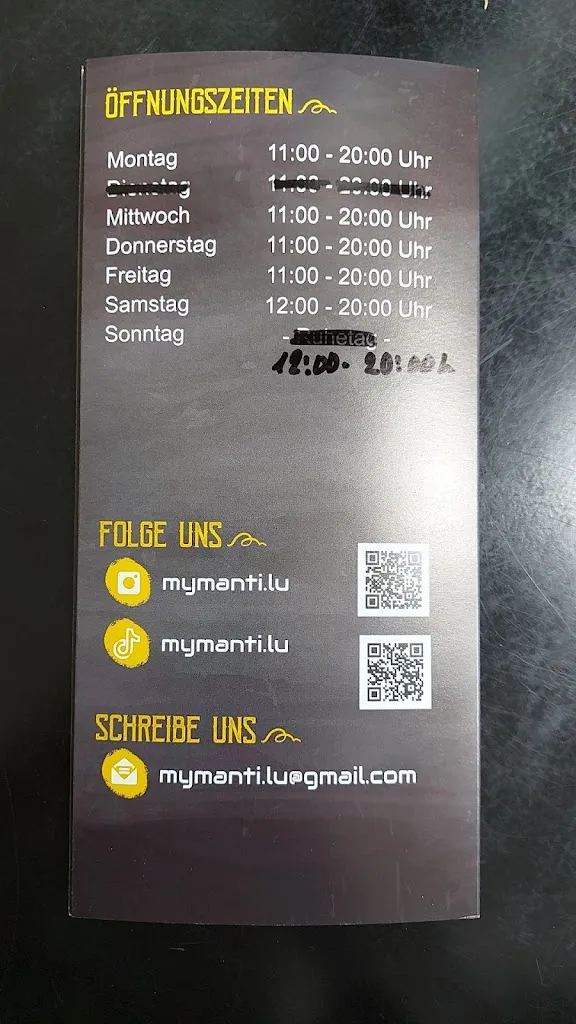 ÖFFNUNGSZEITEN
Montag 11:00 - 20:00 Uhr
Dienstag 11:00 - 20:00 Uhr
Mittwoch 11:00 - 20:00 Uhr
Donnerstag 11:00 - 20:00 Uhr
Freitag 11:00 - 20:00 Uhr
Samstag 12:00 - 20:00 Uhr
Sonntag - Ruhetag -
12:00 - 20:00h
FOLGE UNS
mymanti.lu
mymanti.lu
SCHREIBE UNS
mymanti.lu@gmail.com